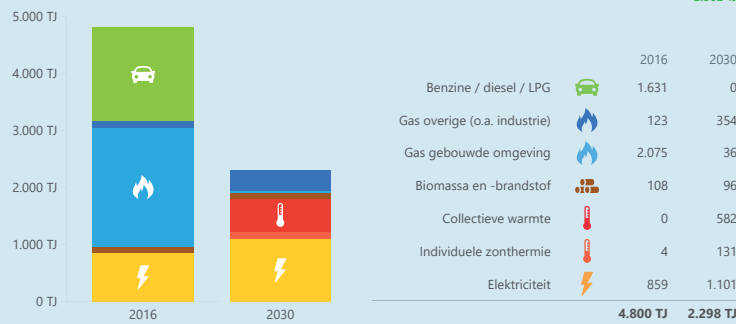 5.000 TJ
4.000 TJ
3.000 TJ
2.000 TJ
1.000 TJ
0 TJ
2016 2030
2016 2030
Benzine / diesel / LPG 1.631 0
Gas overige (o.a. industrie) 123 354
Gas gebouwde omgeving 2.075 36
Biomassa en -brandstof 108 96
Collectieve warmte 0 582
Individuele zonthermie 4 131
Elektriciteit 859 1.101
4.800 TJ 2.298 TJ